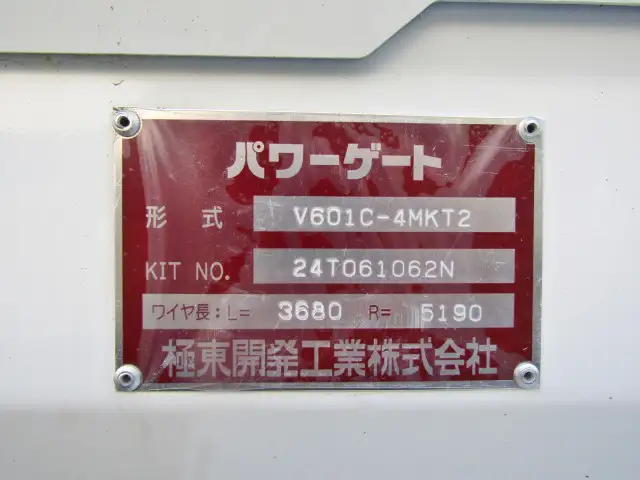 パワーゲート
形式 V601C-4MKT2
KIT NO. 24T061062N
ワイヤ長：L= 3680 R= 5190
極東開発工業株式会社